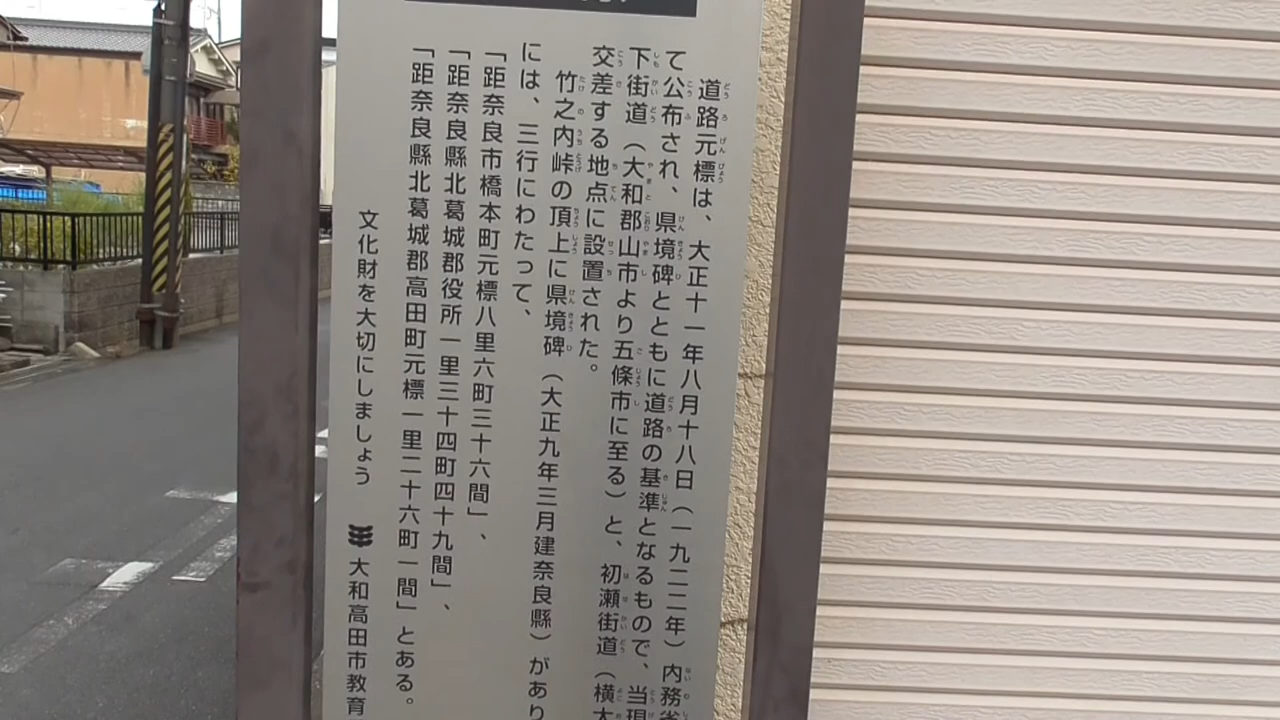 道路元標は、大正十一年八月十八日（一九二二年）内務省
て公布され、県境碑とともに道路の基準となるもので、当現
下街道（大和郡山市より五條市に至る）と、初瀬街道（横大
交差する地点に設置された。
竹之内峠の頂上に県境碑（大正九年三月建奈良縣）があり
には、三行にわたって、
「距奈良市橋本町元標八里六町三十六間」、
「距奈良縣北葛城郡役所一里三十四町四十九間」、
「距奈良縣北葛城郡高田町元標一里二十六町一間」とある。
文化財を大切にしましょう 大和高田市教育